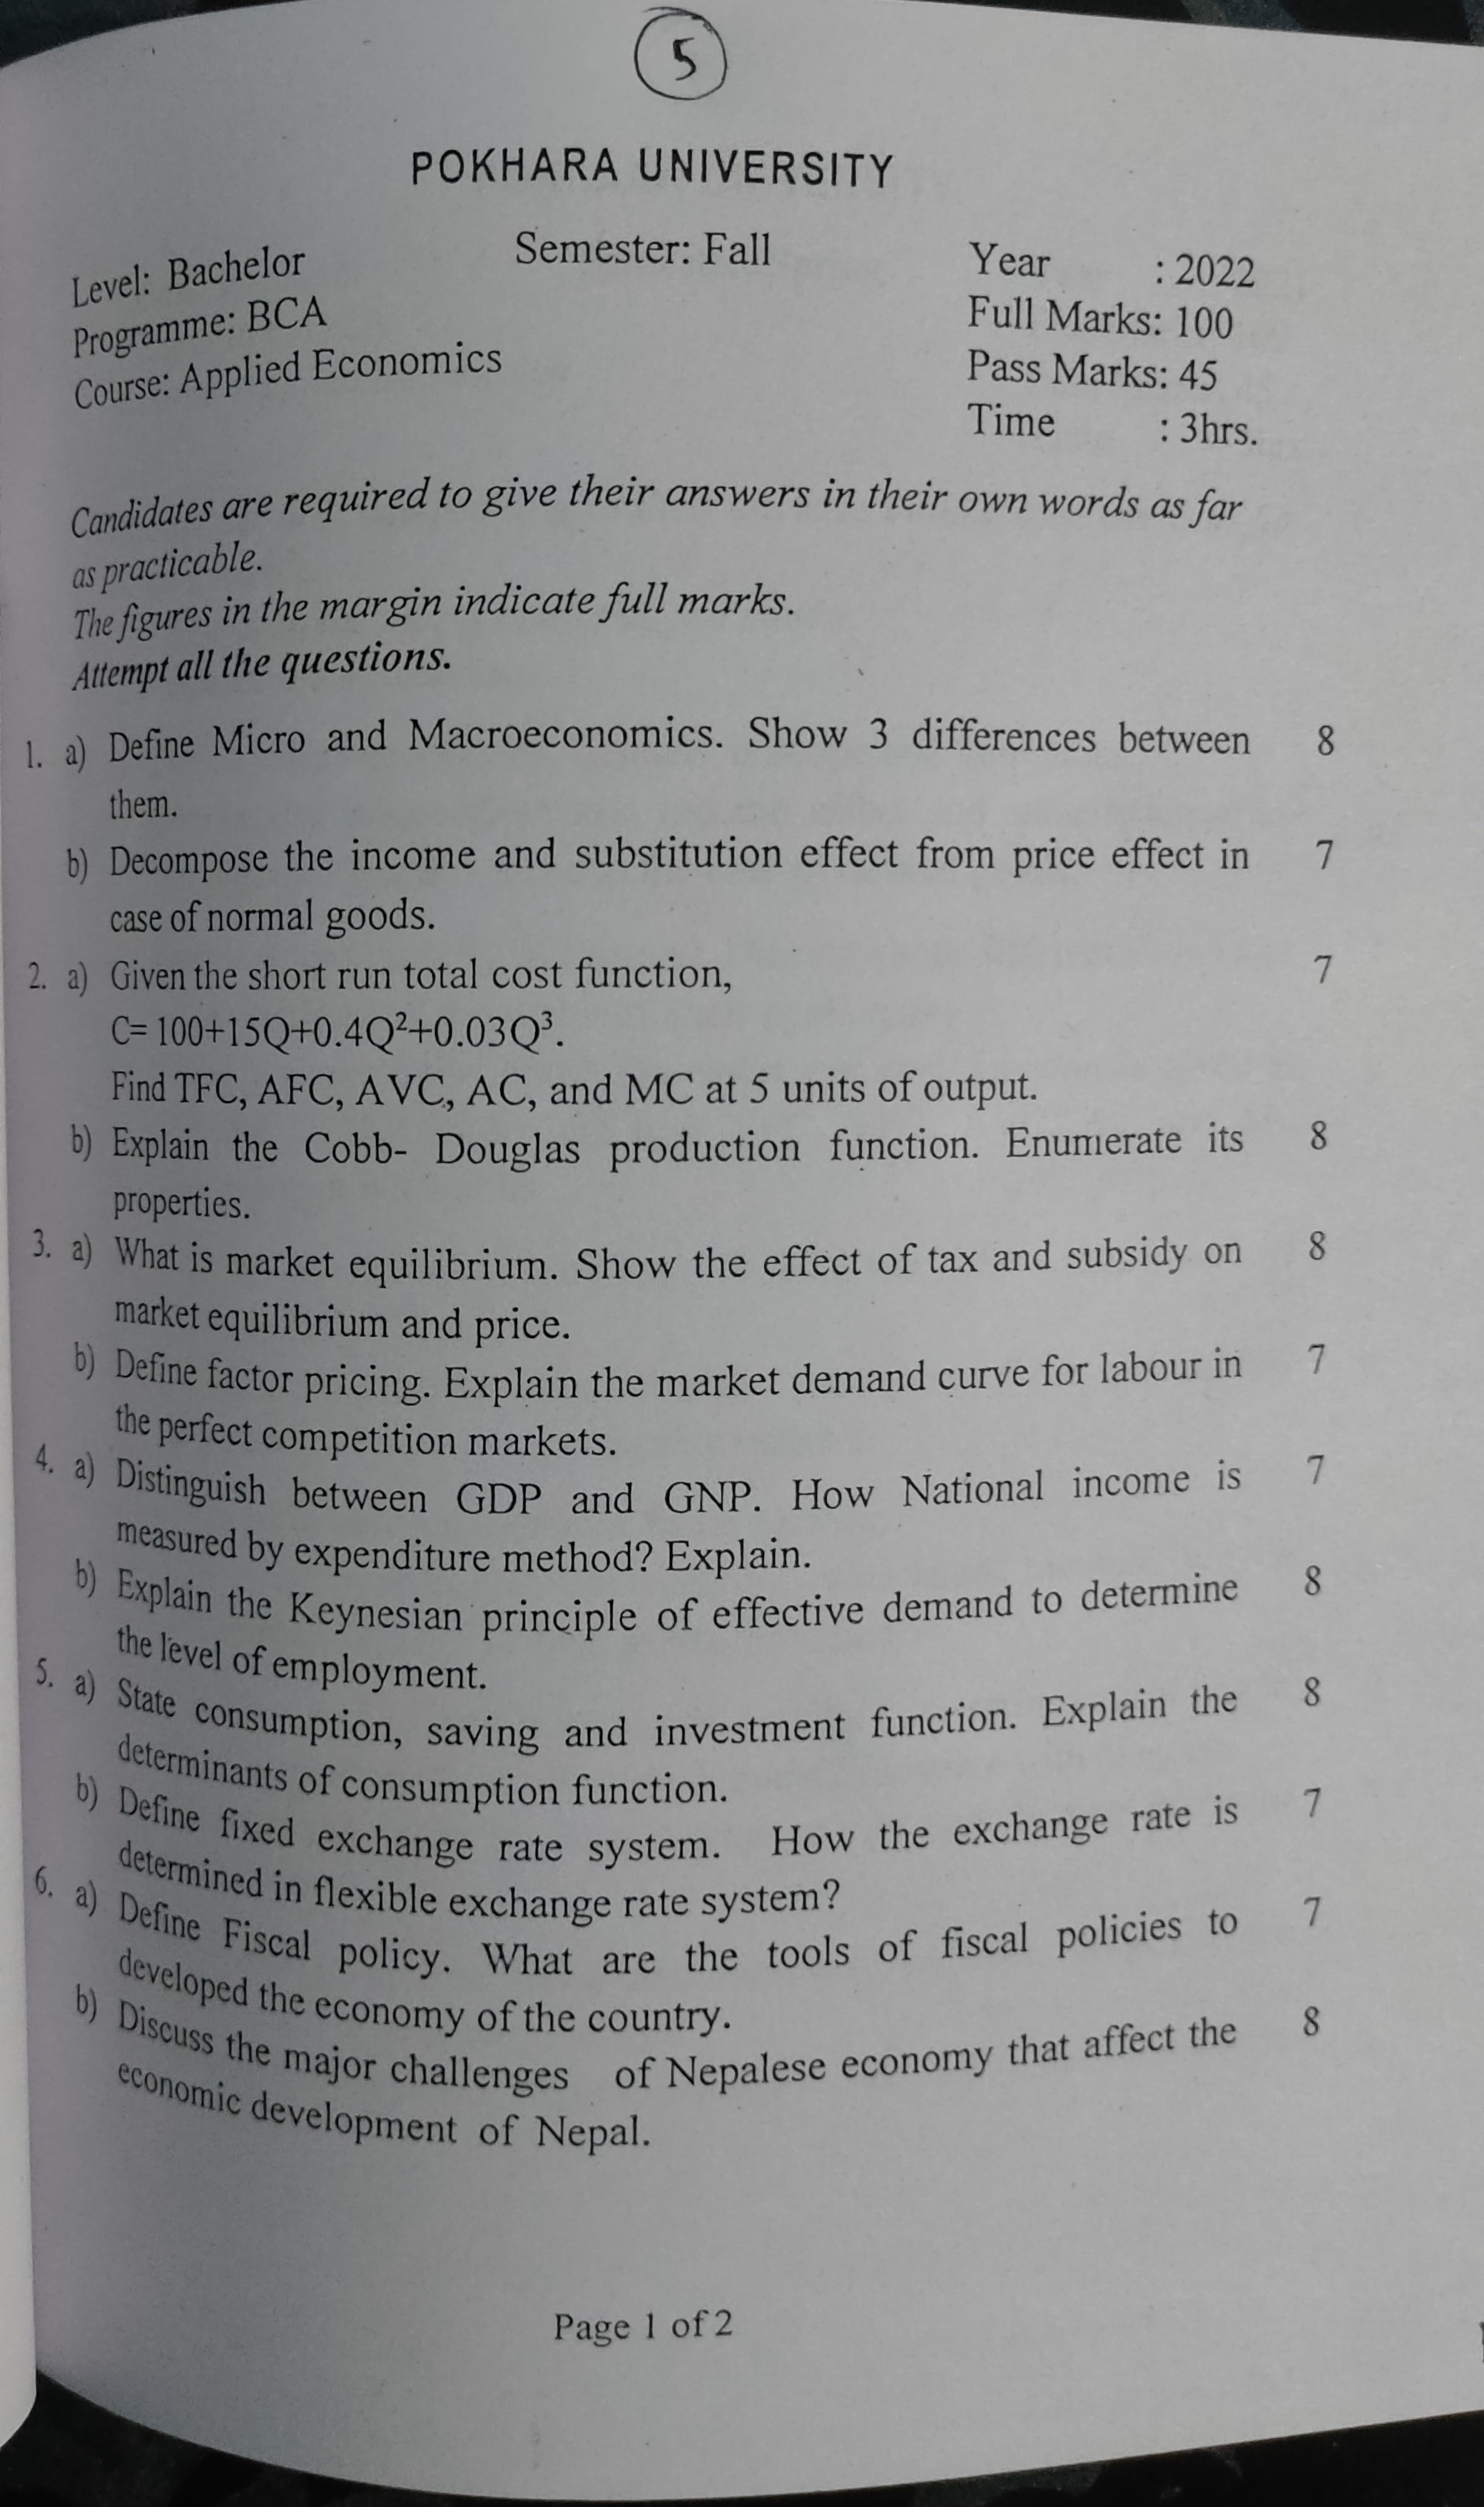 5
POKHARA UNIVERSITY
Level: Bachelor Semester: Fall Year : 2022
Programme: BCA Full Marks: 100
Course: Applied Economics Pass Marks: 45
Time : 3hrs.
Candidates are required to give their answers in their own words as far
as practicable.
The figures in the margin indicate full marks.
Attempt all the questions.
1. a) Define Micro and Macroeconomics. Show 3 differences between 8
them.
b) Decompose the income and substitution effect from price effect in 7
case of normal goods.
2. a) Given the short run total cost function, 7
C= 100+15Q+0.4Q²+0.03Q³.
Find TFC, AFC, AVC, AC, and MC at 5 units of output.
b) Explain the Cobb- Douglas production function. Enumerate its 8
properties.
3. a) What is market equilibrium. Show the effect of tax and subsidy on 8
market equilibrium and price.
b) Define factor pricing. Explain the market demand curve for labour in 7
the perfect competition markets.
4. a) Distinguish between GDP and GNP. How National income is 7
measured by expenditure method? Explain.
b) Explain the Keynesian principle of effective demand to determine 8
the level of employment.
5. a) State consumption, saving and investment function. Explain the 8
determinants of consumption function.
b) Define fixed exchange rate system. How the exchange rate is 7
determined in flexible exchange rate system?
6. a) Define Fiscal policy. What are the tools of fiscal policies to 7
developed the economy of the country.
b) Discuss the major challenges of Nepalese economy that affect the 8
economic development of Nepal.
Page 1 of 2